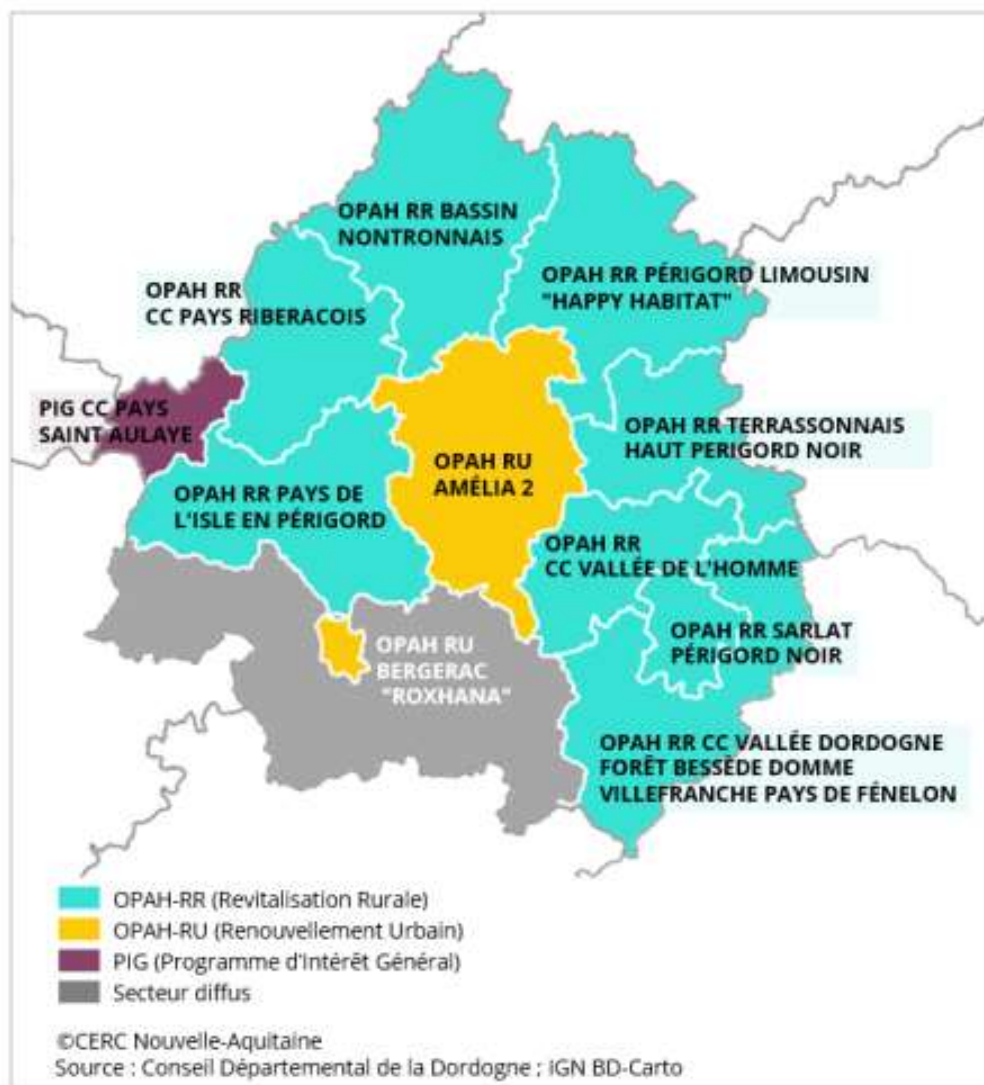 OPAH RR BASSIN
NONTRONNAIS
OPAH RR PÉRIGORD LIMOUSIN
"HAPPY HABITAT"
OPAH RR
CC PAYS RIBERACOIS
PIG CC PAYS
SAINT AULAYE
OPAH RR TERRASSONNAIS
HAUT PERIGORD NOIR
OPAH RU
AMÉLIA 2
OPAH RR PAYS DE
L'ISLE EN PÉRIGORD
OPAH RR
CC VALLÉE DE L'HOMME
OPAH RR SARLAT
PÉRIGORD NOIR
OPAH RU
BERGERAC
"ROXHANA"
OPAH RR CC VALLÉE DORDOGNE
FORÊT BESSÈDE DOMME
VILLEFRANCHE PAYS DE FÉNELON
OPAH-RR (Revitalisation Rurale)
OPAH-RU (Renouvellement Urbain)
PIG (Programme d'Intérêt Général)
Secteur diffus
©CERC Nouvelle-Aquitaine
Source : Conseil Départemental de la Dordogne ; IGN BD-Carto